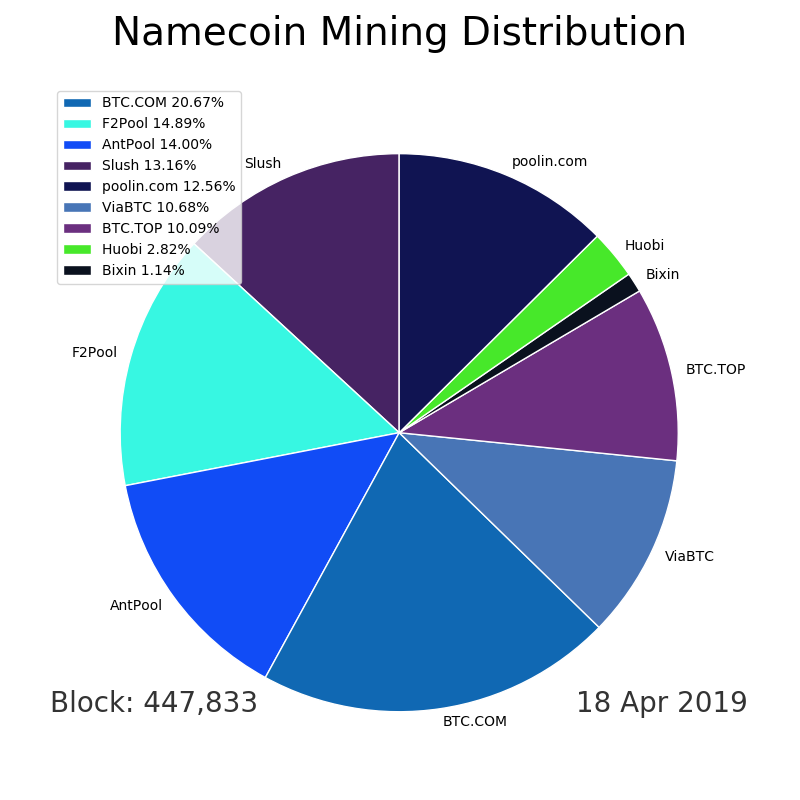 Namecoin Mining Distribution
BTC.COM 20.67%
F2Pool 14.89%
AntPool 14.00%
Slush 13.16%
poolin.com 12.56%
ViaBTC 10.68%
BTC.TOP 10.09%
Huobi 2.82%
Bixin 1.14%
Slush
poolin.com
Huobi
Bixin
F2Pool
BTC.TOP
ViaBTC
AntPool
BTC.COM
Block: 447,833
18 Apr 2019